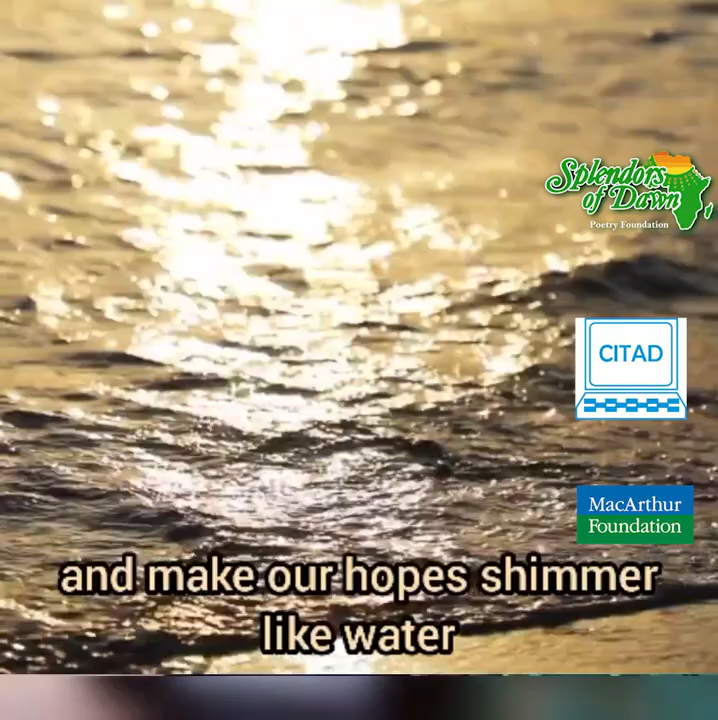 Splendors
of Dawn
Poetry Foundation
CITAD
MacArthur
Foundation
and make our hopes shimmer
like water